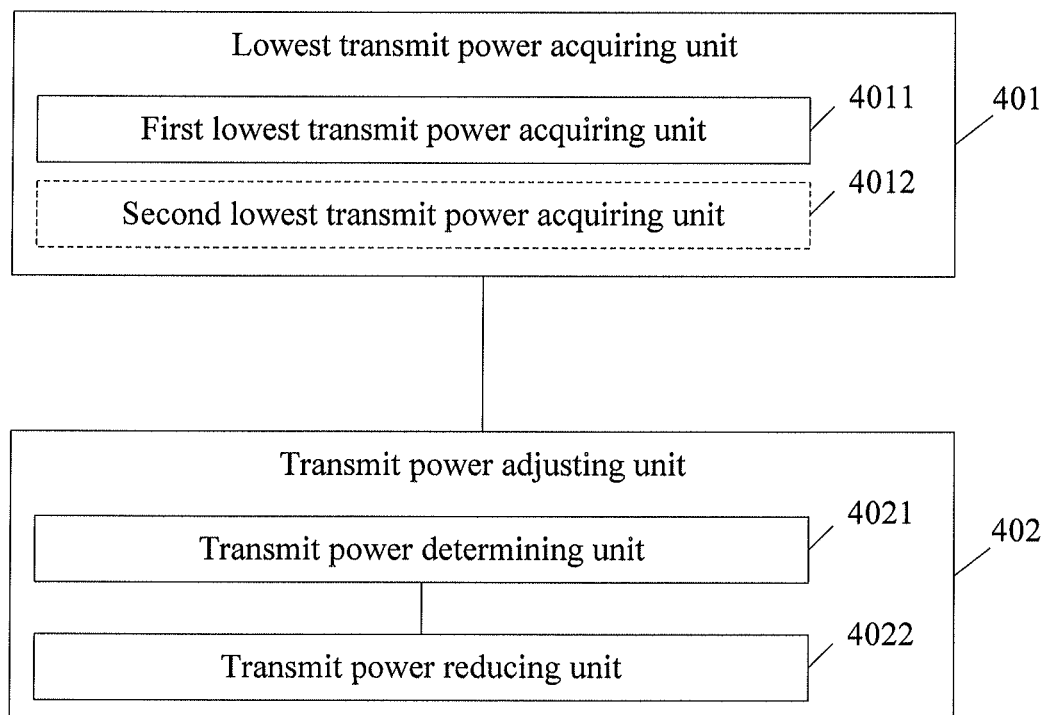 Lowest transmit power acquiring unit
First lowest transmit power acquiring unit
4011
401
Second lowest transmit power acquiring unit
4012
Transmit power adjusting unit
Transmit power determining unit
4021
402
Transmit power reducing unit
4022